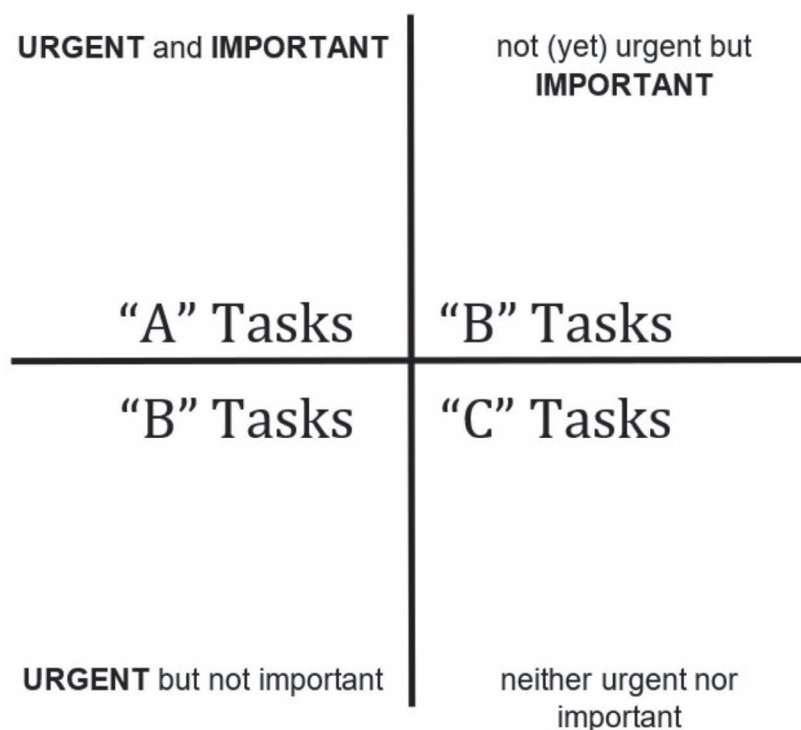 URGENT and IMPORTANT
not (yet) urgent but
IMPORTANT
“A” Tasks
“B” Tasks
“B” Tasks
“C” Tasks
URGENT but not important
neither urgent nor
important